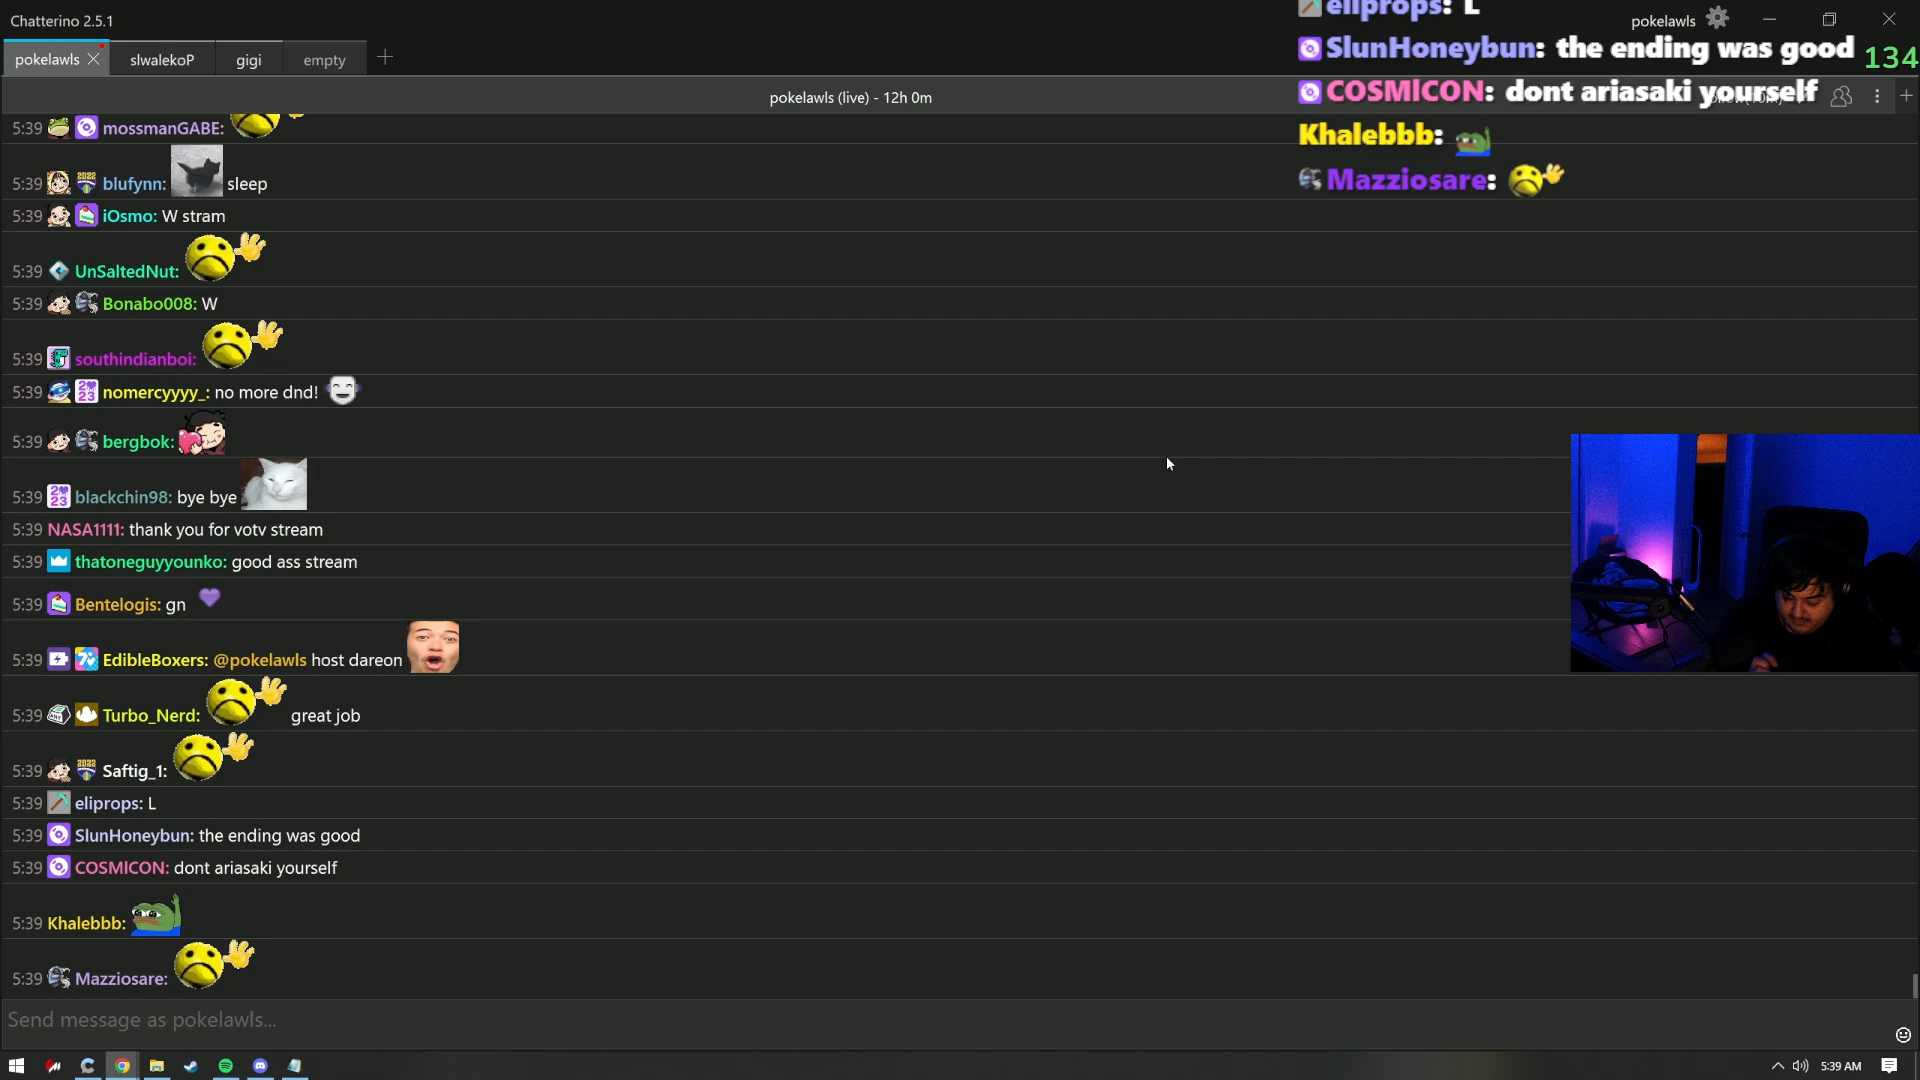 Chatterino 2.5.1
pokelawls
pokelawls
slwalekoP
gigi
empty
pokelawls (live) - 12h 0m
eliprops: L
SlunHoneybun: the ending was good
134
COSMICON: dont ariasaki yourself
Khalebbb:
Mazziosare:
5:39 mossmanGABE:
5:39 2022 blufynn: sleep
5:39 iOsmo: W stram
5:39 UnSaltedNut:
5:39 Bonabo008: W
5:39 southindianboi:
5:39 2023 nomercyyyy_: no more dnd!
5:39 bergbok:
5:39 2023 blackchin98: bye bye
5:39 NASA1111: thank you for votv stream
5:39 thatoneguyyounko: good ass stream
5:39 Bentelogis: gn
5:39 EdibleBoxers: @pokelawls host dareon
5:39 Turbo_Nerd: great job
5:39 2022 Saftig_1:
5:39 eliprops: L
5:39 SlunHoneybun: the ending was good
5:39 COSMICON: dont ariasaki yourself
5:39 Khalebbb:
5:39 Mazziosare:
Send message as pokelawls...
5:39 AM